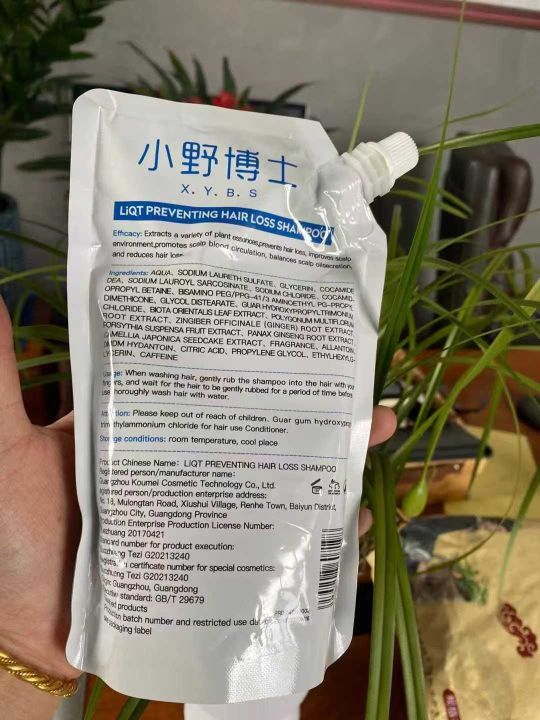 小野博士
X. Y. B. S
LiQT PREVENTING HAIR LOSS SHAMPOO
Efficacy: Extracts a variety of plant essences,prevents hair loss, improves scalp
environment,promotes scalp blood circulation, balances scalp oilsecretion,
and reduces hair loss
Ingredients: AQUA、SODIUM LAURETH SULFATE、GLYCERIN、COCAMIDE
DEA、SODIUM LAUROYL SARCOSINATE、SODIUM CHLORIDE、COCAMID-
OPROPYL BETAINE、BISAMINO PEG/PPG-41/3 AMINOETHYL PG-PROPYL
DIMETHICONE、GLYCOL DISTEARATE、GUAR HYDROXYPROPYLTRIMONIUM
CHLORIDE、BIOTA ORIENTALIS LEAF EXTRACT、POLYGONUM MULTIFLORUM
ROOT EXTRACT、ZINGIBER OFFICINALE (GINGER) ROOT EXTRACT、
FORSYTHIA SUSPENSA FRUIT EXTRACT、PANAX GINSENG ROOT EXTRACT、
CAMELLIA JAPONICA SEEDCAKE EXTRACT、FRAGRANCE、ALLANTOIN、
DMDM HYDANTOIN、CITRIC ACID、PROPYLENE GLYCOL、ETHYLHEXYLG-
LYCERIN、CAFFEINE
Usage: When washing hair, gently rub the shampoo into the hair with your
fingers, and wait for the hair to be gently rubbed for a period of time before
use thoroughly wash hair with water.
Attention: Please keep out of reach of children. Guar gum hydroxypropyl
trimethylammonium chloride for hair use Conditioner.
Storage conditions: room temperature, cool place
Product Chinese Name: LIQT PREVENTING HAIR LOSS SHAMPOO
Registered person/manufacturer name:
Guangzhou Koumei Cosmetic Technology Co., Ltd.
registered person/production enterprise address:
18, Mulongtan Road, Xiushui Village, Renhe Town, Baiyun District,
Guangzhou City, Guangdong Province
Production Enterprise Production License Number:
20170421
Standard number for product execution:
Tezi G20213240
certificate number for special cosmetics:
Tezi G20213240
Guangzhou, Guangdong
standard: GB/T 29679
products
batch number and restricted use
packaging label